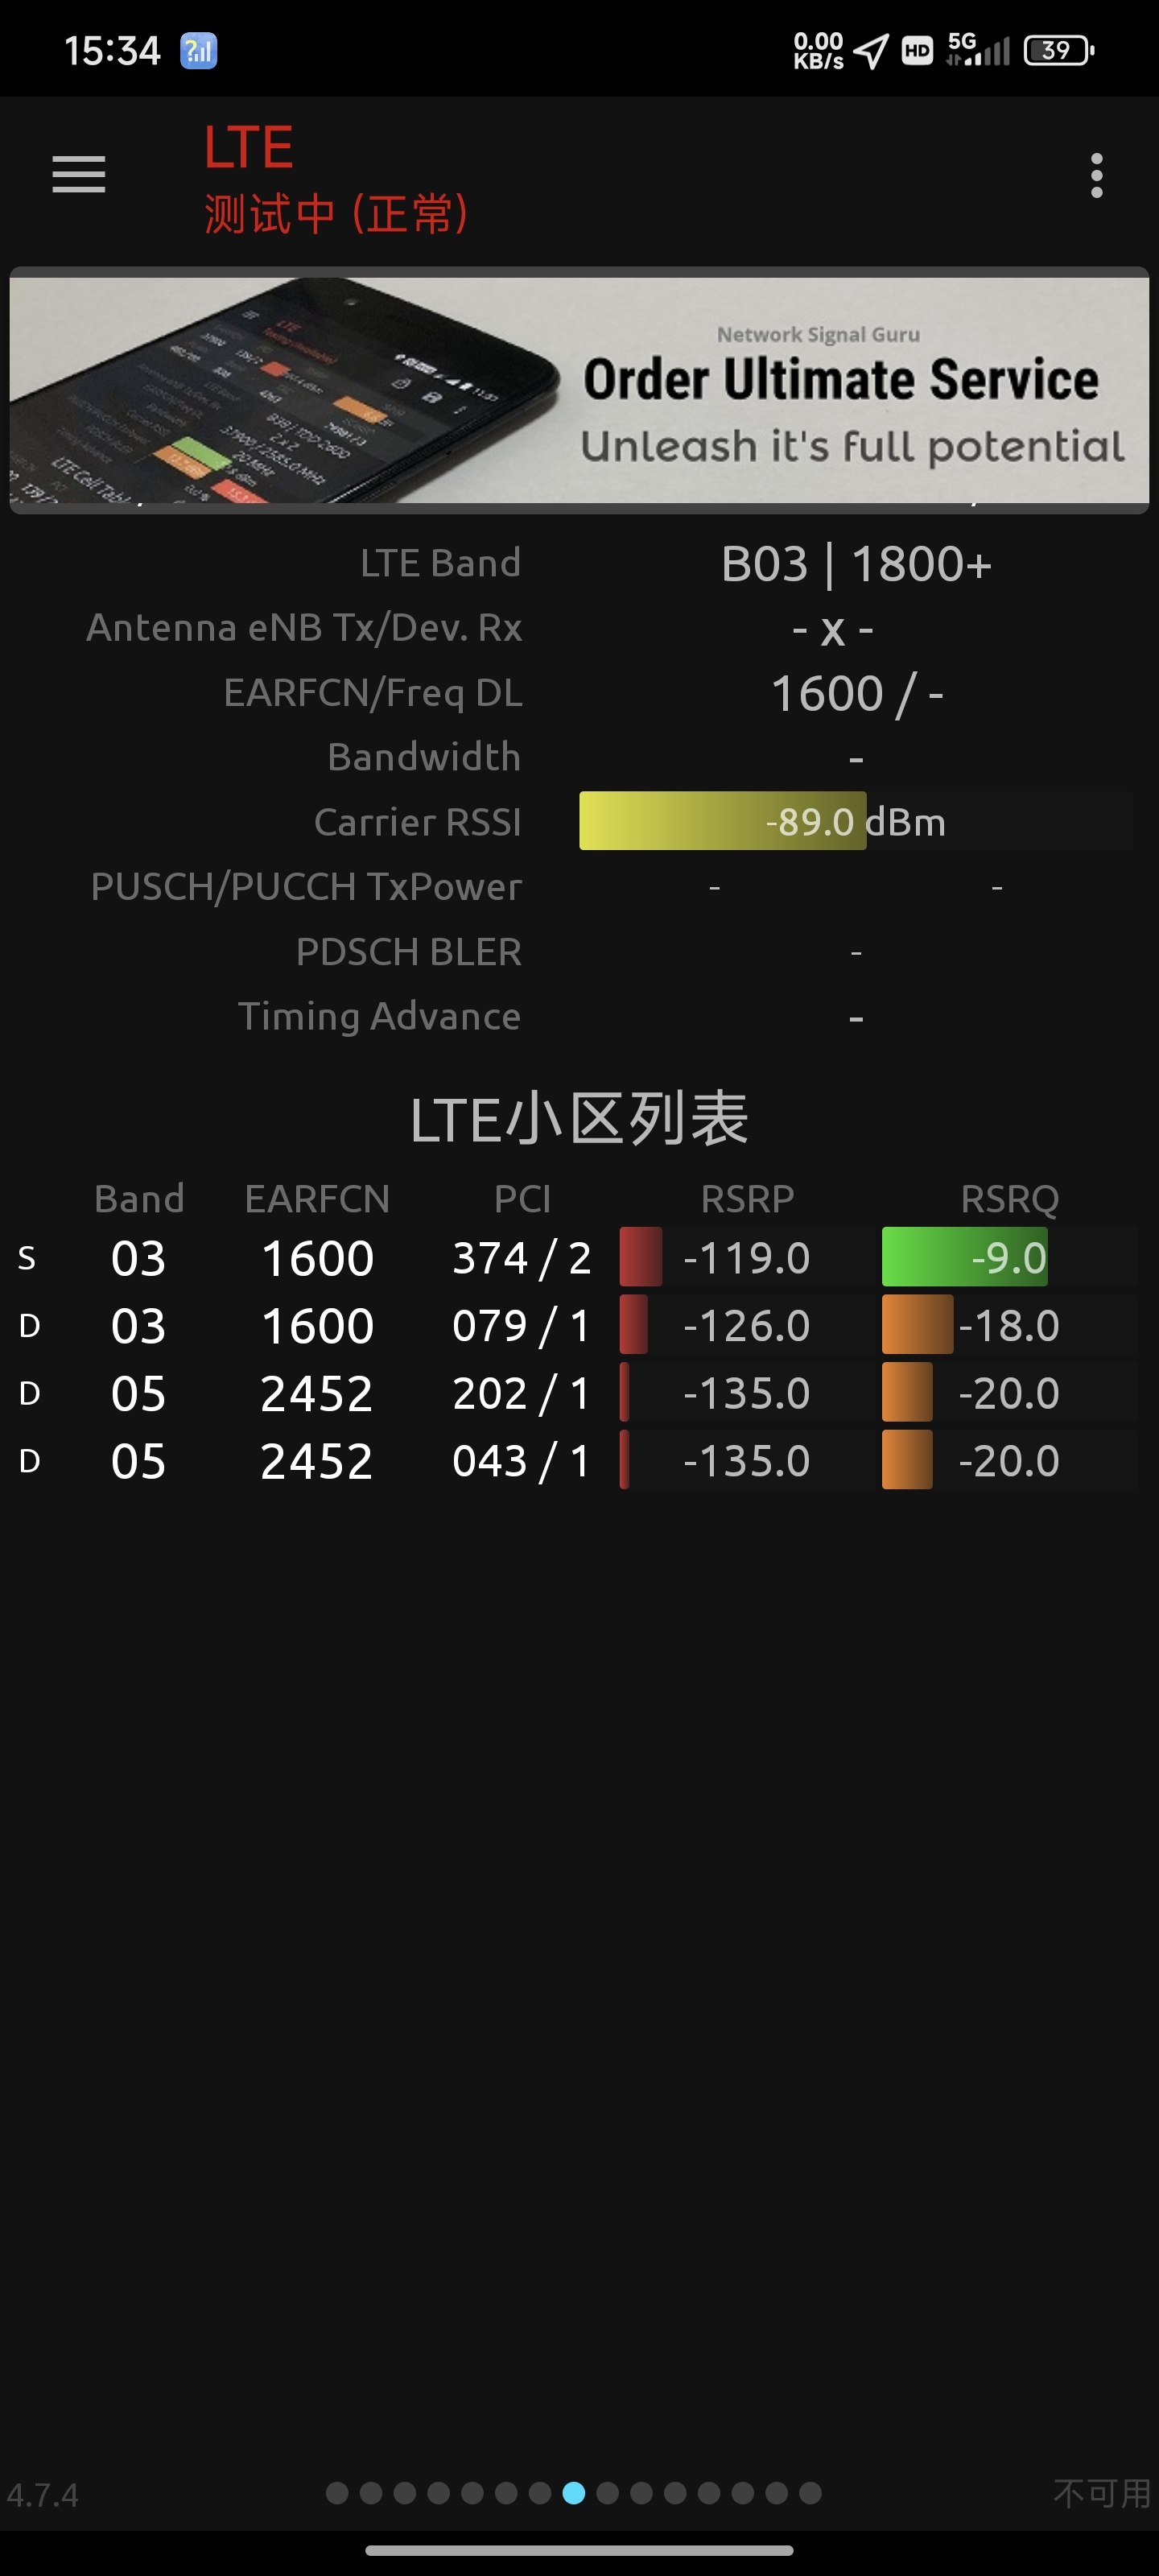 15:34
0.00 KB/s HD 5G 39
LTE
测试中 (正常)
Network Signal Guru
Order Ultimate Service
Unleash it's full potential
LTE Band B03 | 1800+
Antenna eNB Tx/Dev. Rx - x -
EARFCN/Freq DL 1600 / -
Bandwidth -
Carrier RSSI -89.0 dBm
PUSCH/PUCCH TxPower - -
PDSCH BLER -
Timing Advance -
LTE小区列表
Band EARFCN PCI RSRP RSRQ
S 03 1600 374 / 2 -119.0 -9.0
D 03 1600 079 / 1 -126.0 -18.0
D 05 2452 202 / 1 -135.0 -20.0
D 05 2452 043 / 1 -135.0 -20.0
4.7.4 不可用